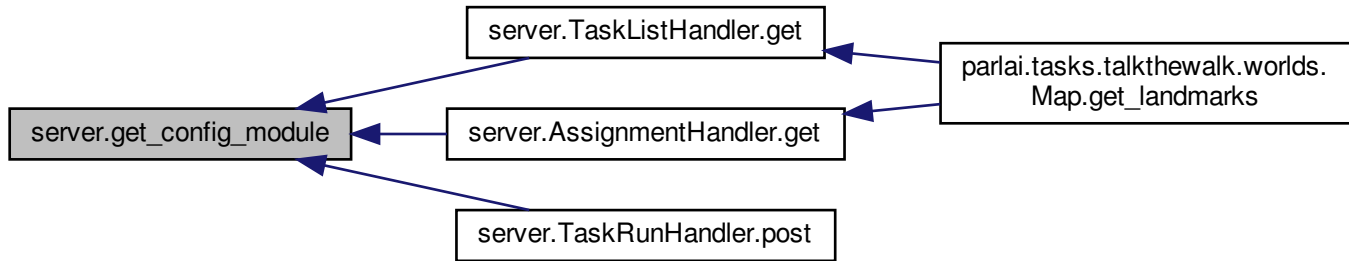 server.TaskListHandler.get
parlai.tasks.talkthewalk.worlds.
Map.get_landmarks
server.get_config_module
server.AssignmentHandler.get
server.TaskRunHandler.post